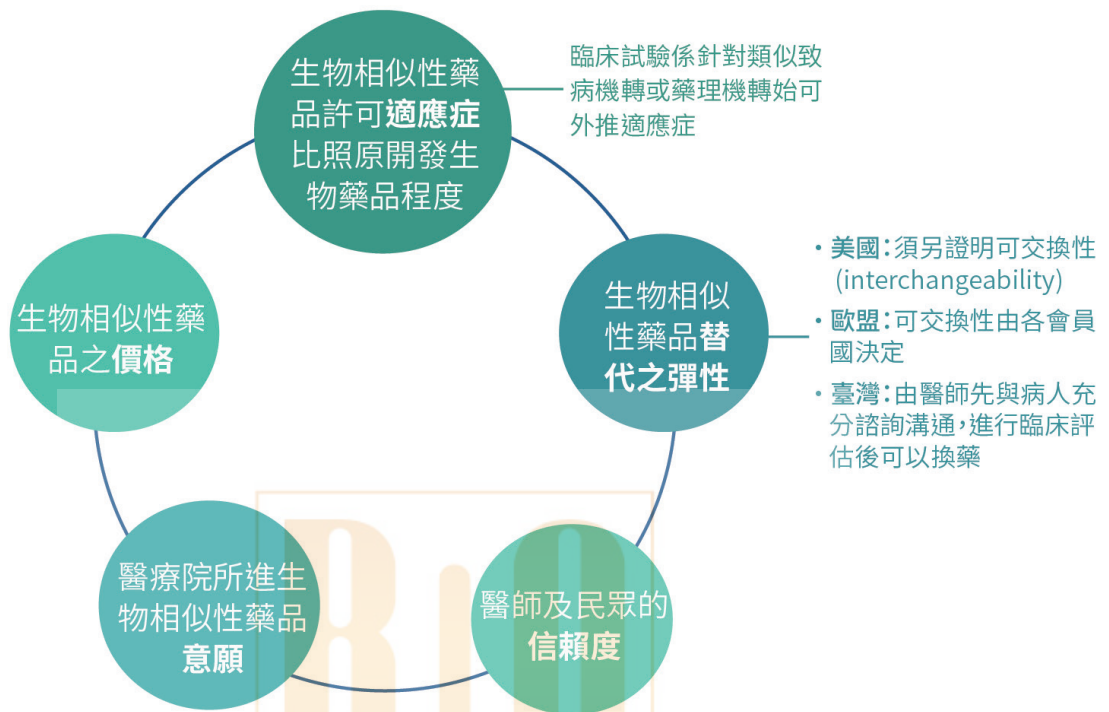 生物相似性藥
品許可適應症
比照原開發生
物藥品程度
臨床試驗係針對類似致
病機轉或藥理機轉始可
外推適應症
生物相似
性藥品替
代之彈性
・美國：須另證明可交換性
(interchangeability)
・歐盟：可交換性由各會員
國決定
・臺灣：由醫師先與病人充
分諮詢溝通，進行臨床評
估後可以換藥
醫師及民眾的
信賴度
醫療院所進生
物相似性藥品
意願
生物相似性藥
品之價格